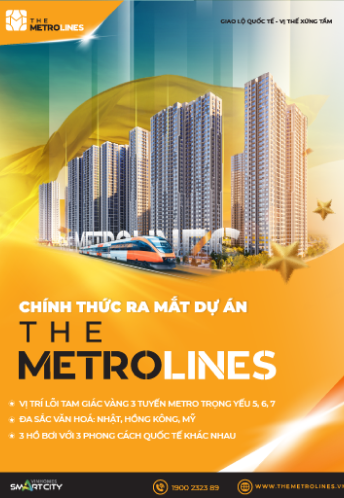 THE
METROLINES
GIAO LỘ QUỐC TẾ - VỊ THẾ XỨNG TẦM
METROLINES
CHÍNH THỨC RA MẮT DỰ ÁN
THE
METROLINES
VỊ TRÍ LÕI TAM GIÁC VÀNG 3 TUYẾN METRO TRỌNG YẾU 5, 6, 7
ĐA SẮC VĂN HOÁ: NHẬT, HỒNG KÔNG, MỸ
3 HỒ BƠI VỚI 3 PHONG CÁCH QUỐC TẾ KHÁC NHAU
VINHOMES
SMARTCITY
1900 2323 89
WWW.THEMETROLINES.V